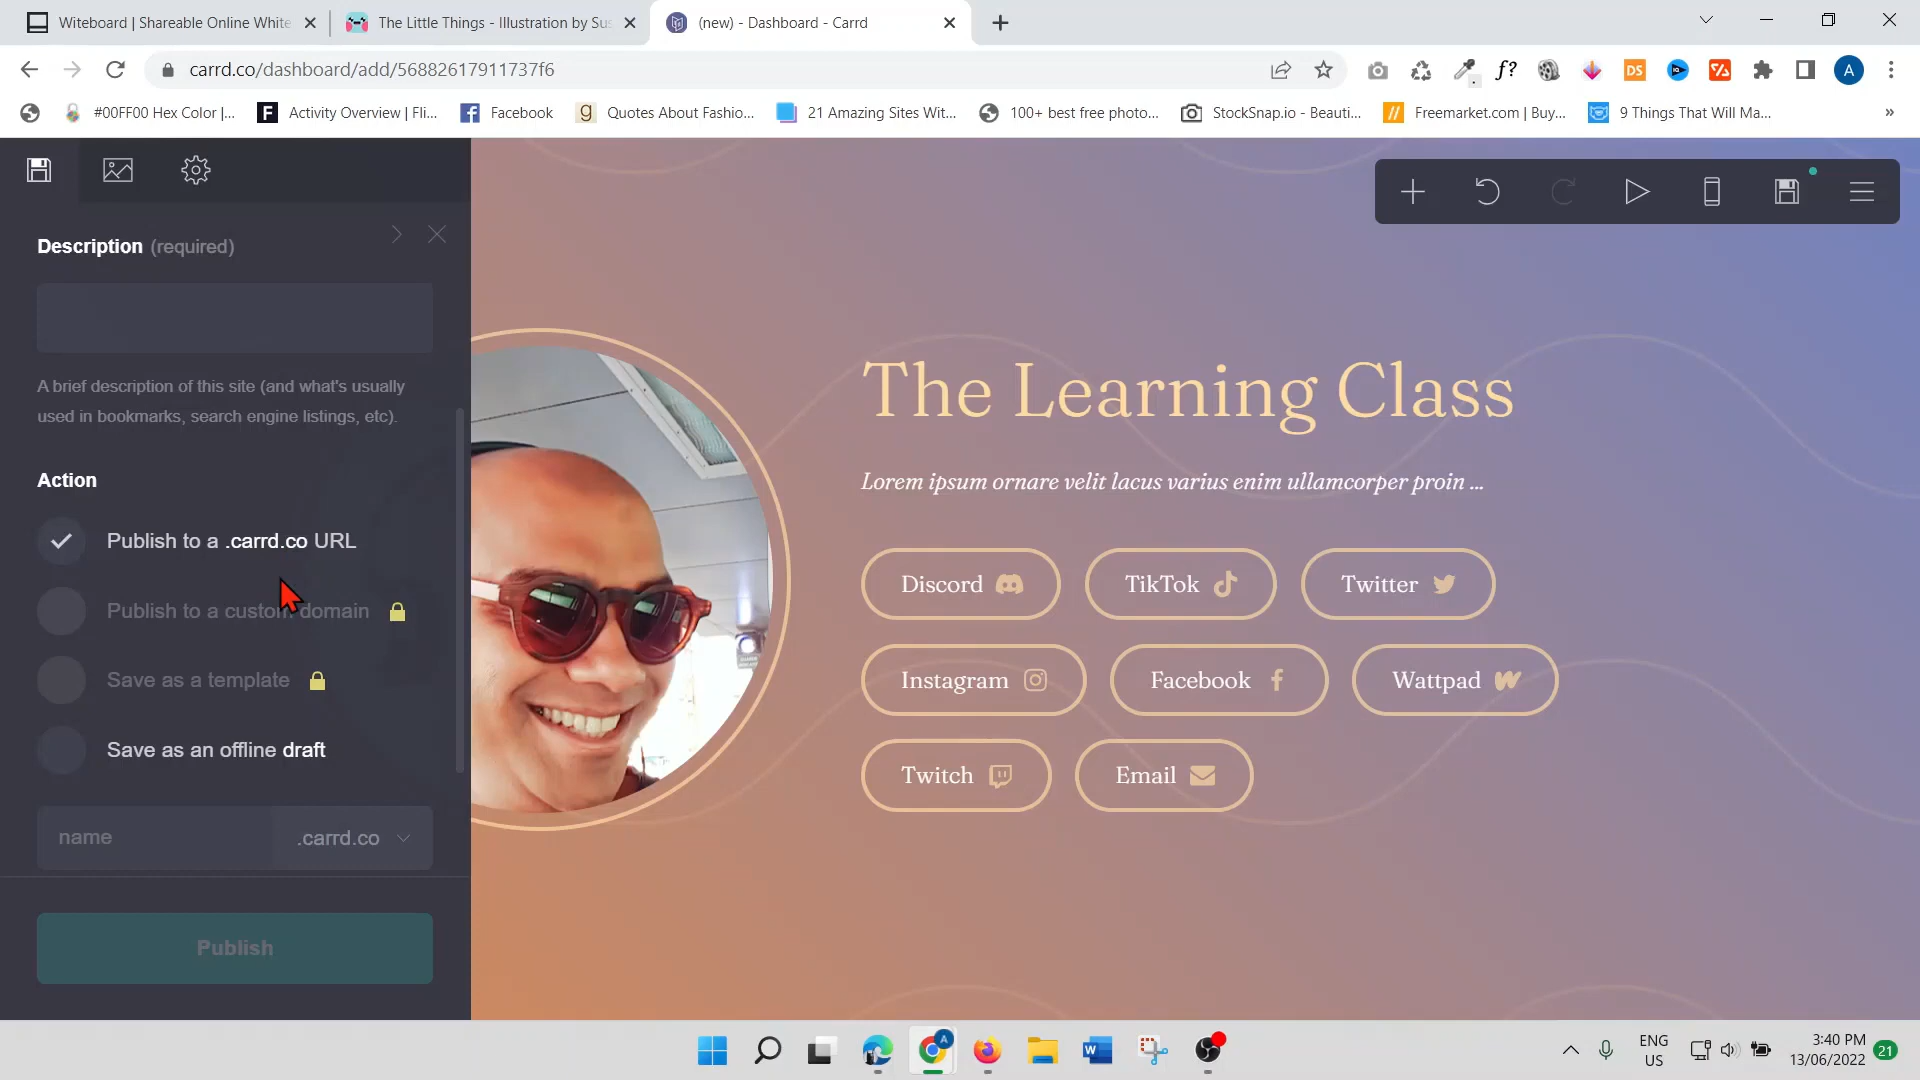 Witeboard | Shareable Online White
The Little Things - Illustration by Sus
(new) - Dashboard - Carrd
carrd.co/dashboard/add/56882617911737f6
f?
DS
IQ
A
#00FF00 Hex Color |...
F
Activity Overview | Fli...
Facebook
g
Quotes About Fashio...
21 Amazing Sites Wit...
100+ best free photo...
StockSnap.io - Beauti...
Freemarket.com | Buy...
9 Things That Will Ma...
»
Description (required)
A brief description of this site (and what's usually
used in bookmarks, search engine listings, etc).
Action
Publish to a .carrd.co URL
Publish to a custom domain
Save as a template
Save as an offline draft
name
.carrd.co
Publish
The Learning Class
Lorem ipsum ornare velit lacus varius enim ullamcorper proin ...
Discord
TikTok
Twitter
Instagram
Facebook
Wattpad
Twitch
Email
A
W
ENG
US
3:40 PM
13/06/2022
21